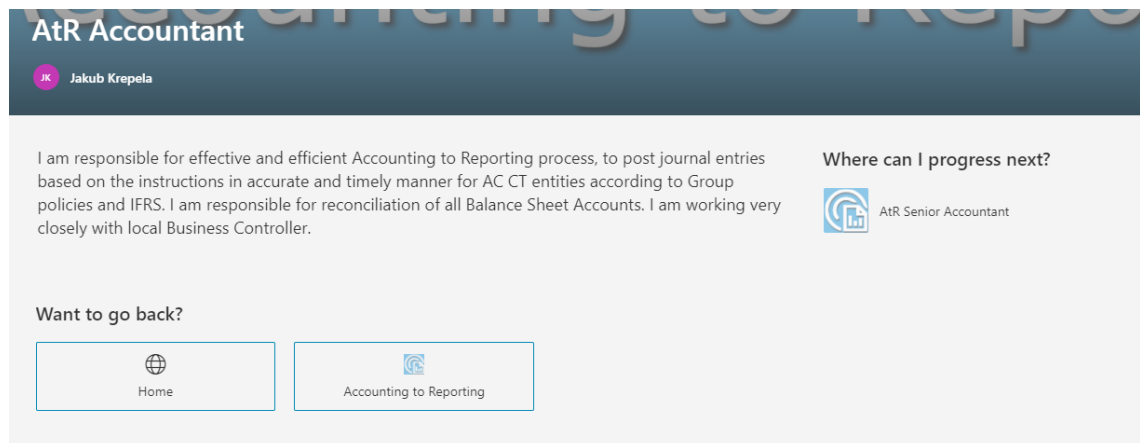 Accounting to Repo
AtR Accountant
JK Jakub Krepela
I am responsible for effective and efficient Accounting to Reporting process, to post journal entries
based on the instructions in accurate and timely manner for AC CT entities according to Group
policies and IFRS. I am responsible for reconciliation of all Balance Sheet Accounts. I am working very
closely with local Business Controller.
Where can I progress next?
AtR Senior Accountant
Want to go back?
Home
Accounting to Reporting